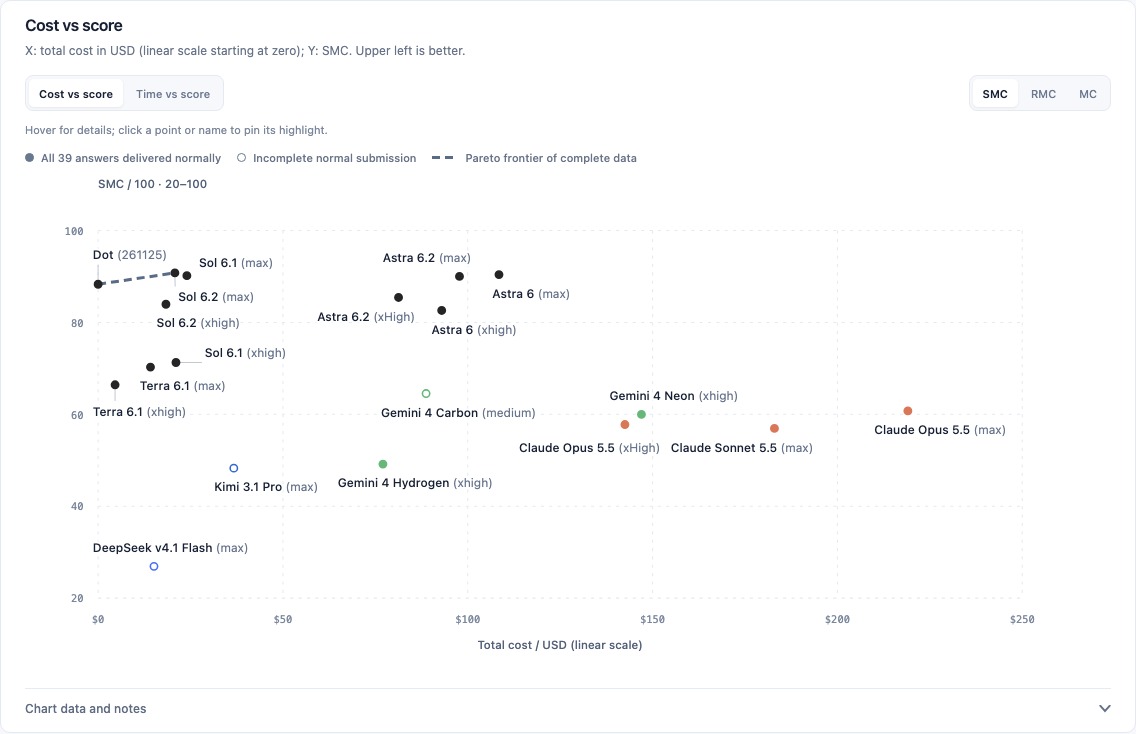 Cost vs score
X: total cost in USD (linear scale starting at zero); Y: SMC. Upper left is better.
Cost vs score Time vs score
SMC RMC MC
Hover for details; click a point or name to pin its highlight.
All 39 answers delivered normally Incomplete normal submission Pareto frontier of complete data
SMC / 100 · 20–100
100
Dot (261125)
Sol 6.1 (max)
Astra 6.2 (max)
Sol 6.2 (max)
Astra 6 (max)
Astra 6.2 (xHigh)
80
Sol 6.2 (xhigh)
Astra 6 (xhigh)
Sol 6.1 (xhigh)
Terra 6.1 (max)
Gemini 4 Neon (xhigh)
Terra 6.1 (xhigh)
60
Gemini 4 Carbon (medium)
Claude Opus 5.5 (max)
Claude Opus 5.5 (xHigh)
Claude Sonnet 5.5 (max)
Gemini 4 Hydrogen (xhigh)
Kimi 3.1 Pro (max)
40
DeepSeek v4.1 Flash (max)
20
$0 $50 $100 $150 $200 $250
Total cost / USD (linear scale)
Chart data and notes